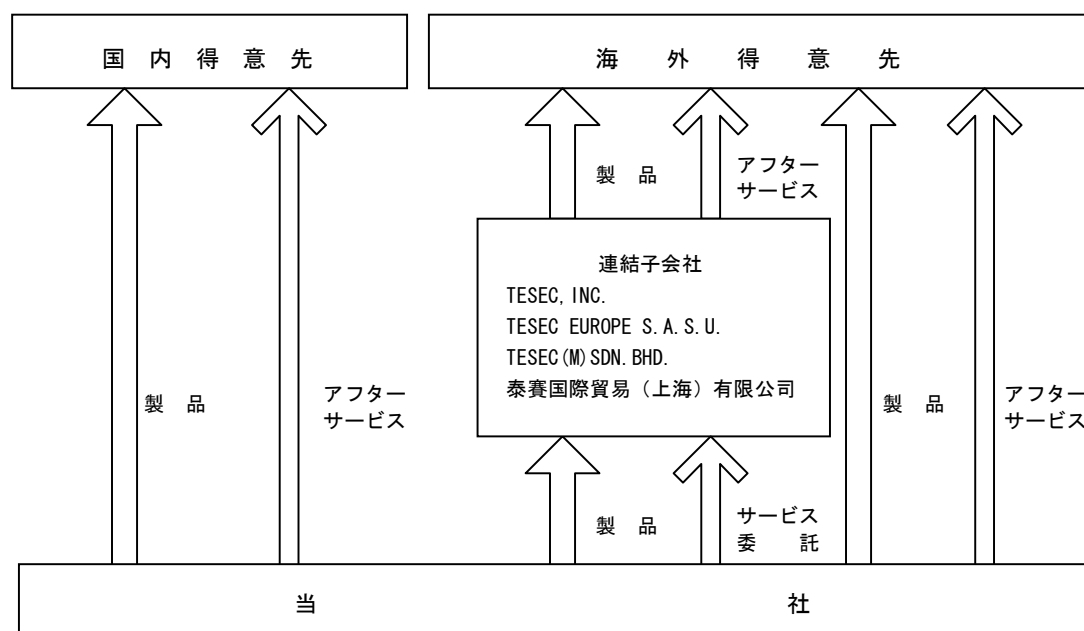 国内得意先
海外得意先
製品
アフター
サービス
連結子会社
TESEC, INC.
TESEC EUROPE S.A.S.U.
TESEC(M)SDN.BHD.
泰賽国際貿易（上海）有限公司
製品
アフター
サービス
製品
アフター
サービス
製品
サービス
委託
当社